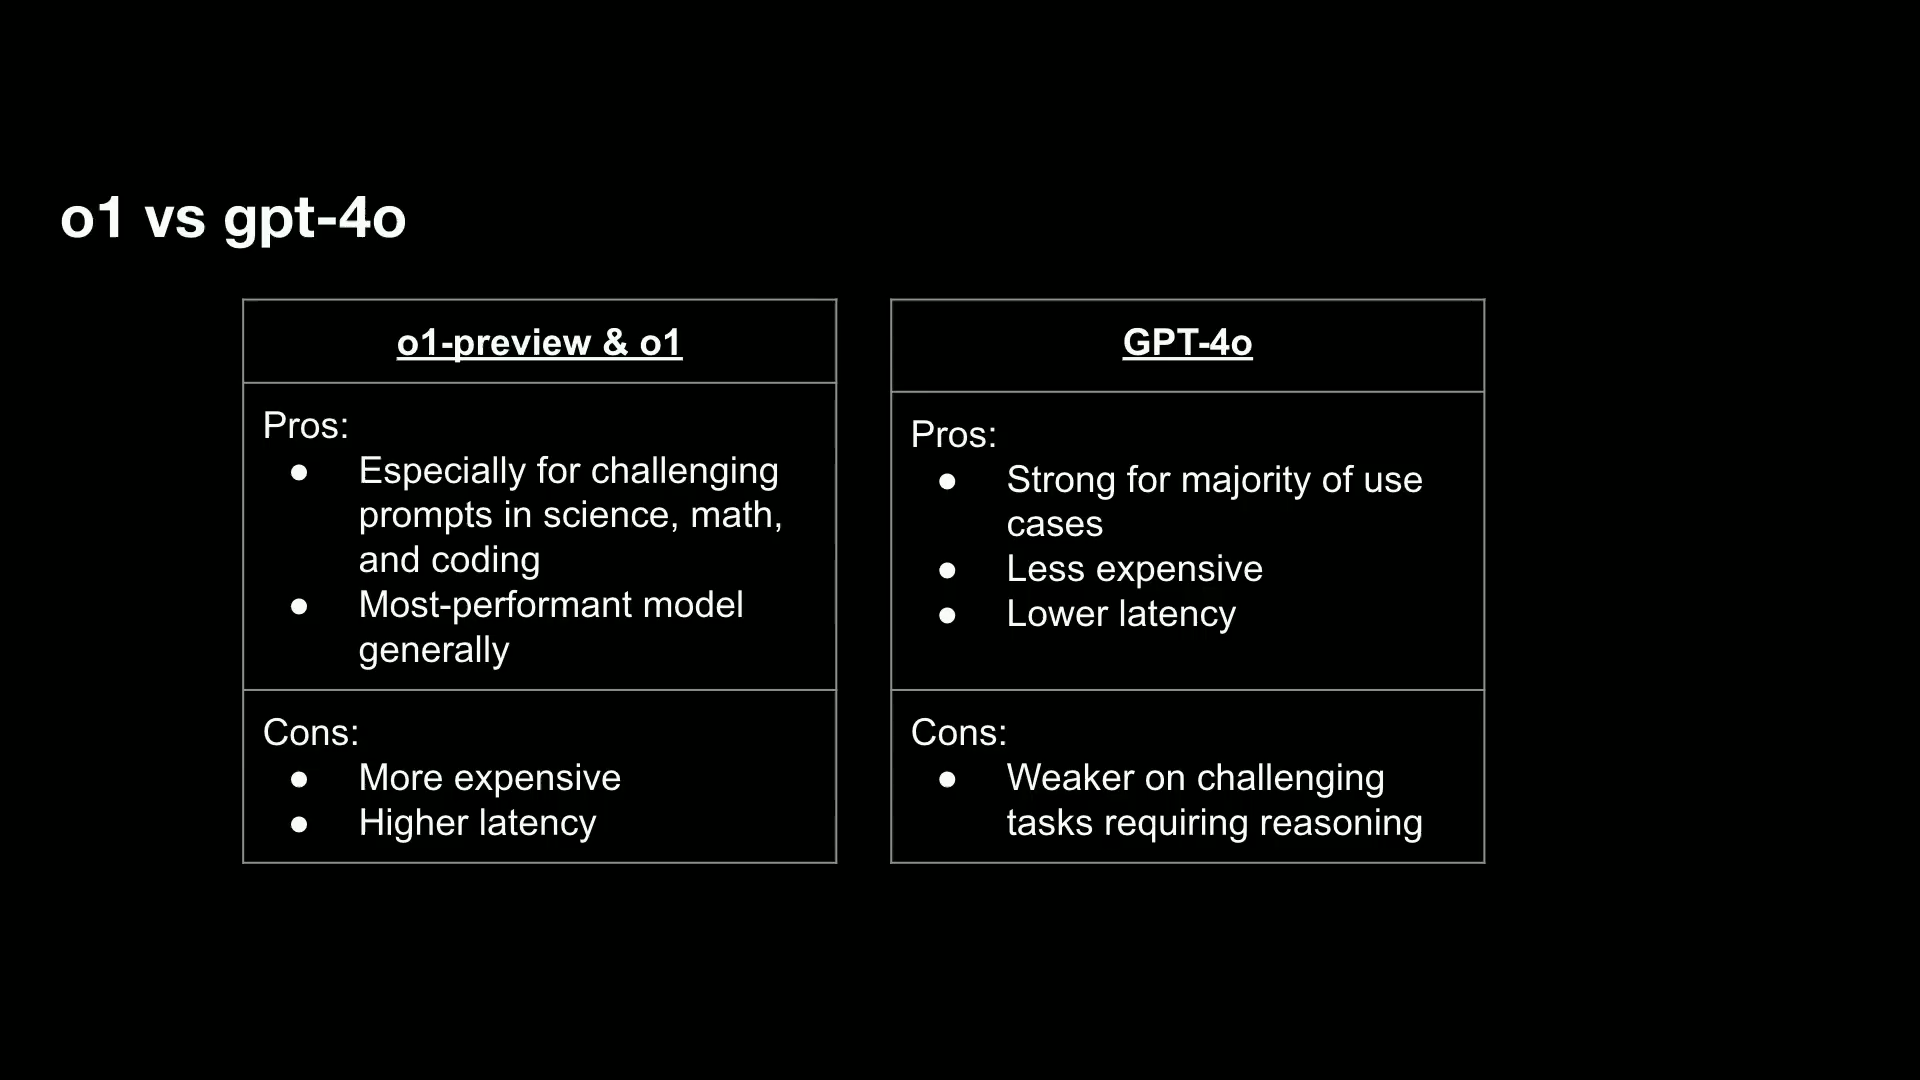 o1 vs gpt-4o
o1-preview & o1
Pros:
● Especially for challenging
prompts in science, math,
and coding
● Most-performant model
generally
Cons:
● More expensive
● Higher latency
GPT-4o
Pros:
● Strong for majority of use
cases
● Less expensive
● Lower latency
Cons:
● Weaker on challenging
tasks requiring reasoning